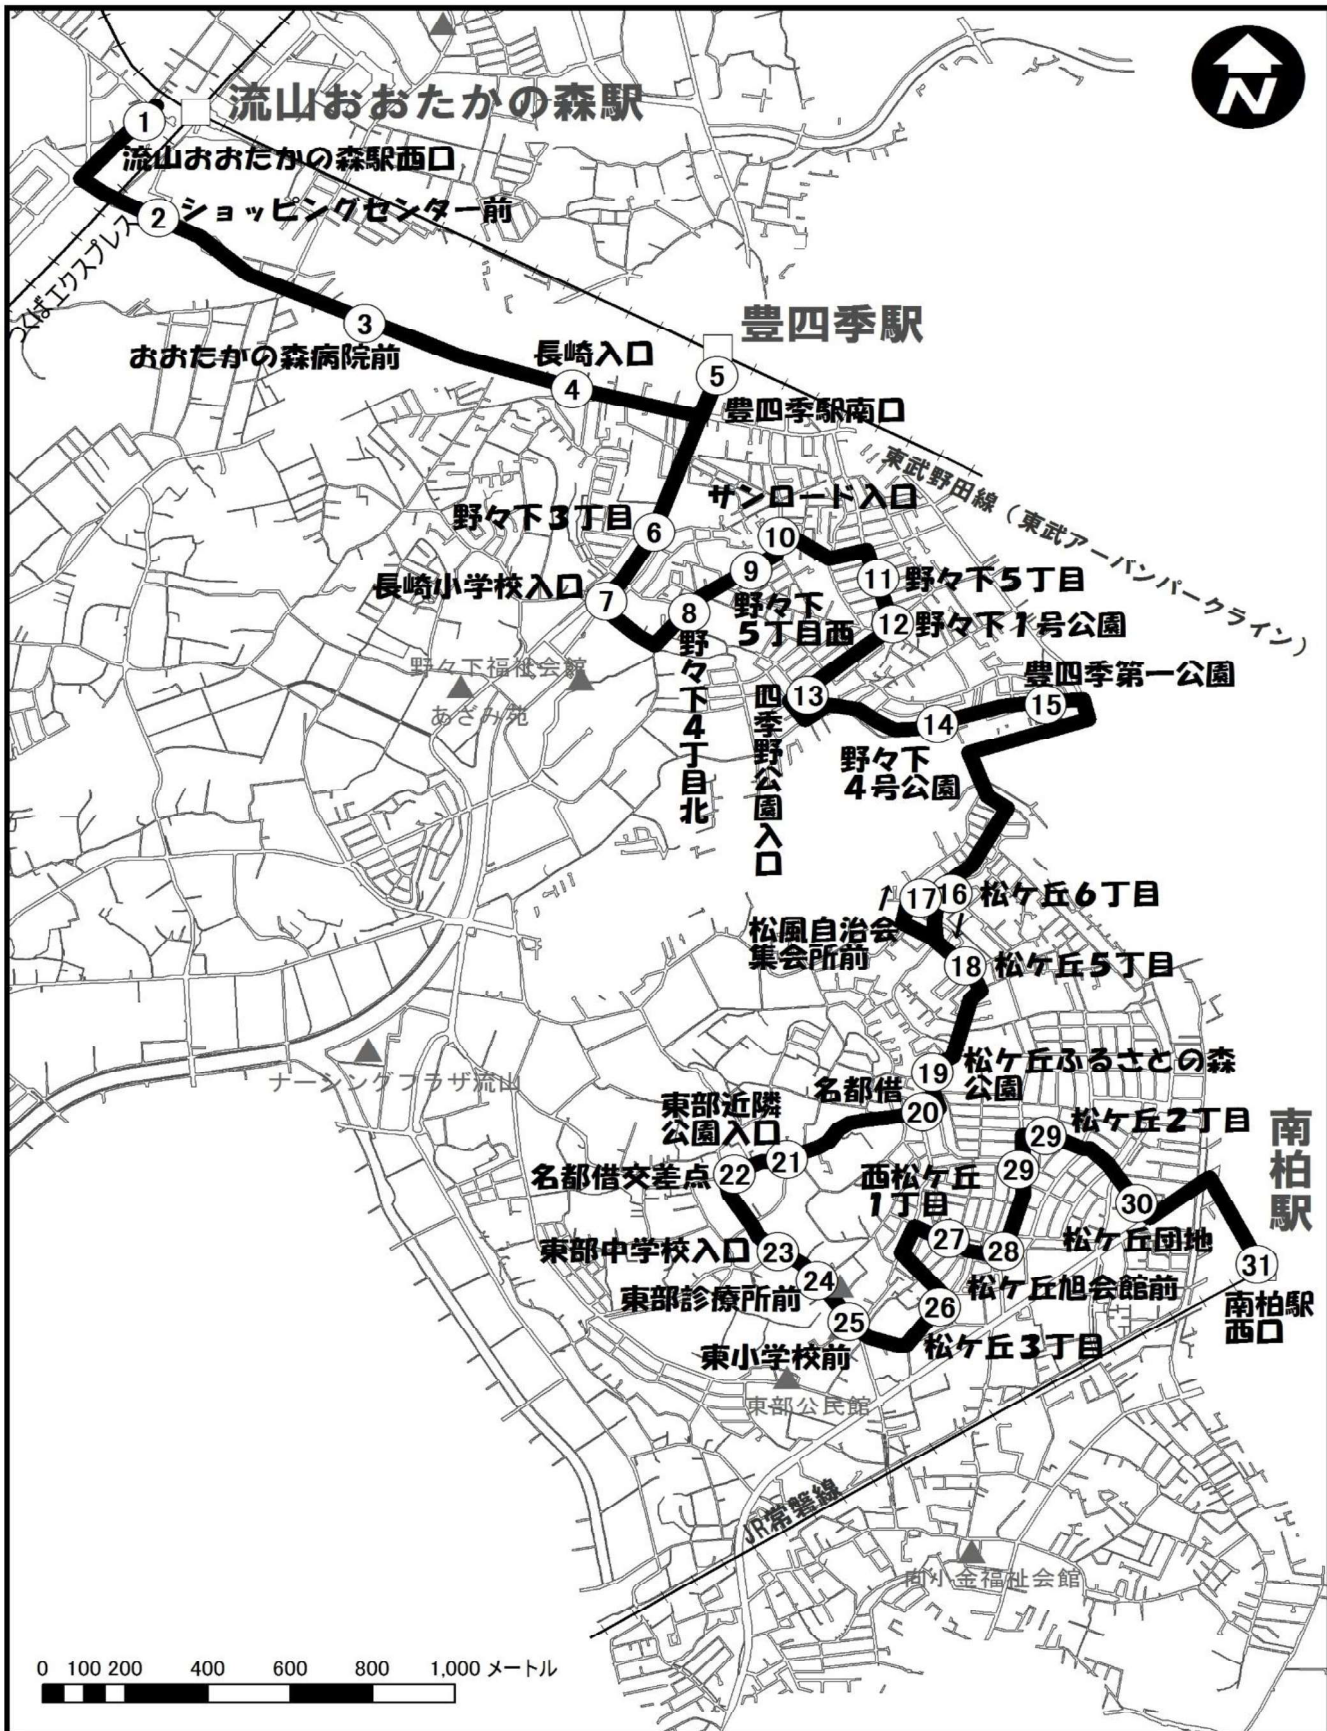 N
流山おおたかの森駅
1
流山おおたかの森駅西口
2
ショッピングセンター前
つくばエクスプレス
3
おおたかの森病院前
豊四季駅
長崎入口
4
5
豊四季駅南口
東武野田線（東武アーバンパークライン）
サンロード入口
野々下3丁目
6
10
9
11
野々下5丁目
長崎小学校入口
7
8
野々下
5丁目西
12
野々下1号公園
野々下4丁目北
野々下福祉会館
あざみ苑
四季野公園入口
13
豊四季第一公園
15
14
野々下
4号公園
17
16
松ケ丘6丁目
松風自治会
集会所前
18
松ケ丘5丁目
ナーシングプラザ流山
19
松ケ丘ふるさとの森
公園
名都借
20
東部近隣
公園入口
21
29
松ケ丘2丁目
南柏駅
名都借交差点
22
西松ケ丘
1丁目
29
30
松ケ丘団地
東部中学校入口
23
27
28
31
東部診療所前
24
松ケ丘旭会館前
南柏駅
西口
25
26
東小学校前
松ケ丘3丁目
東部公民館
JR常磐線
向小金福祉会館
0 100 200 400 600 800 1,000 メートル